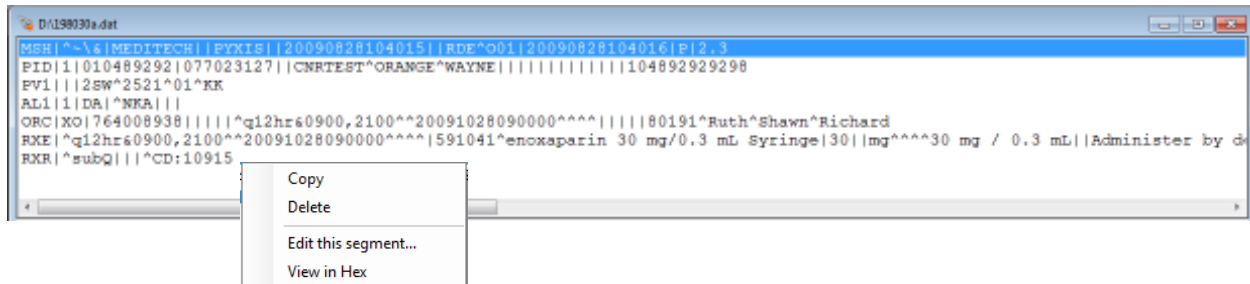 D:\198030a.dat
MSH|^~\&|MEDITECH||PYXIS||20090828104015||RDE^O01|20090828104016|P|2.3
PID|1|010489292|077023127||CNRTEST^ORANGE^WAYNE|||||||||||||104892929298
PV1|||2SW^2521^01^KK
AL1|1|DA|^NKA|||
ORC|XO|764008938|||||^q12hr&0900,2100^^20091028090000^^^^|||||80191^Ruth^Shawn^Richard
RXE|^q12hr&0900,2100^^20091028090000^^^^|591041^enoxaparin 30 mg/0.3 mL Syringe|30||mg^^^^30 mg / 0.3 mL||Administer by de
RXR|^subQ|||^CD:10915
Copy
Delete
Edit this segment...
View in Hex